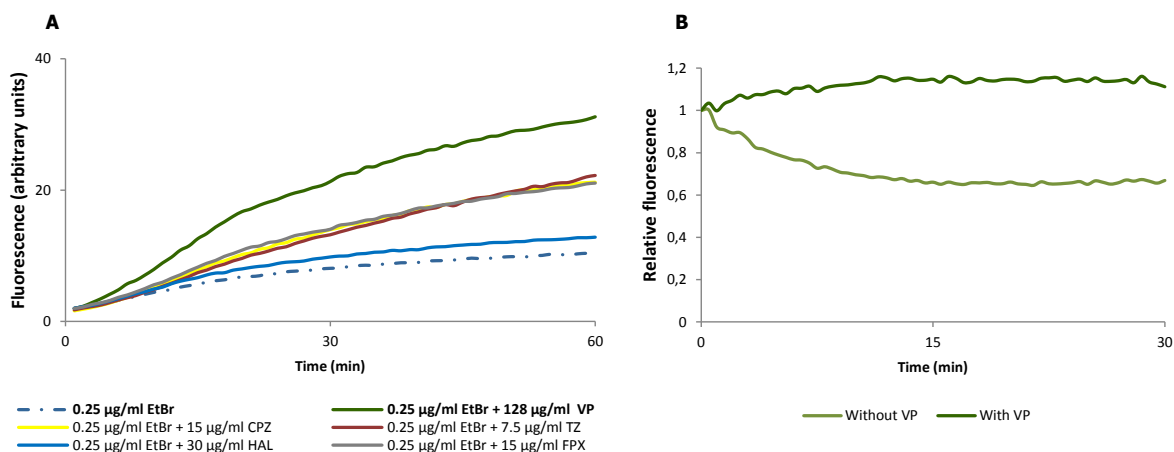 A
Fluorescence (arbitrary units)
40
20
0
0
30
60
Time (min)
0.25 µg/ml EtBr
0.25 µg/ml EtBr + 128 µg/ml VP
0.25 µg/ml EtBr + 15 µg/ml CPZ
0.25 µg/ml EtBr + 7.5 µg/ml TZ
0.25 µg/ml EtBr + 30 µg/ml HAL
0.25 µg/ml EtBr + 15 µg/ml FPX
B
Relative fluorescence
1,2
1
0,8
0,6
0,4
0,2
0
0
15
30
Time (min)
Without VP
With VP